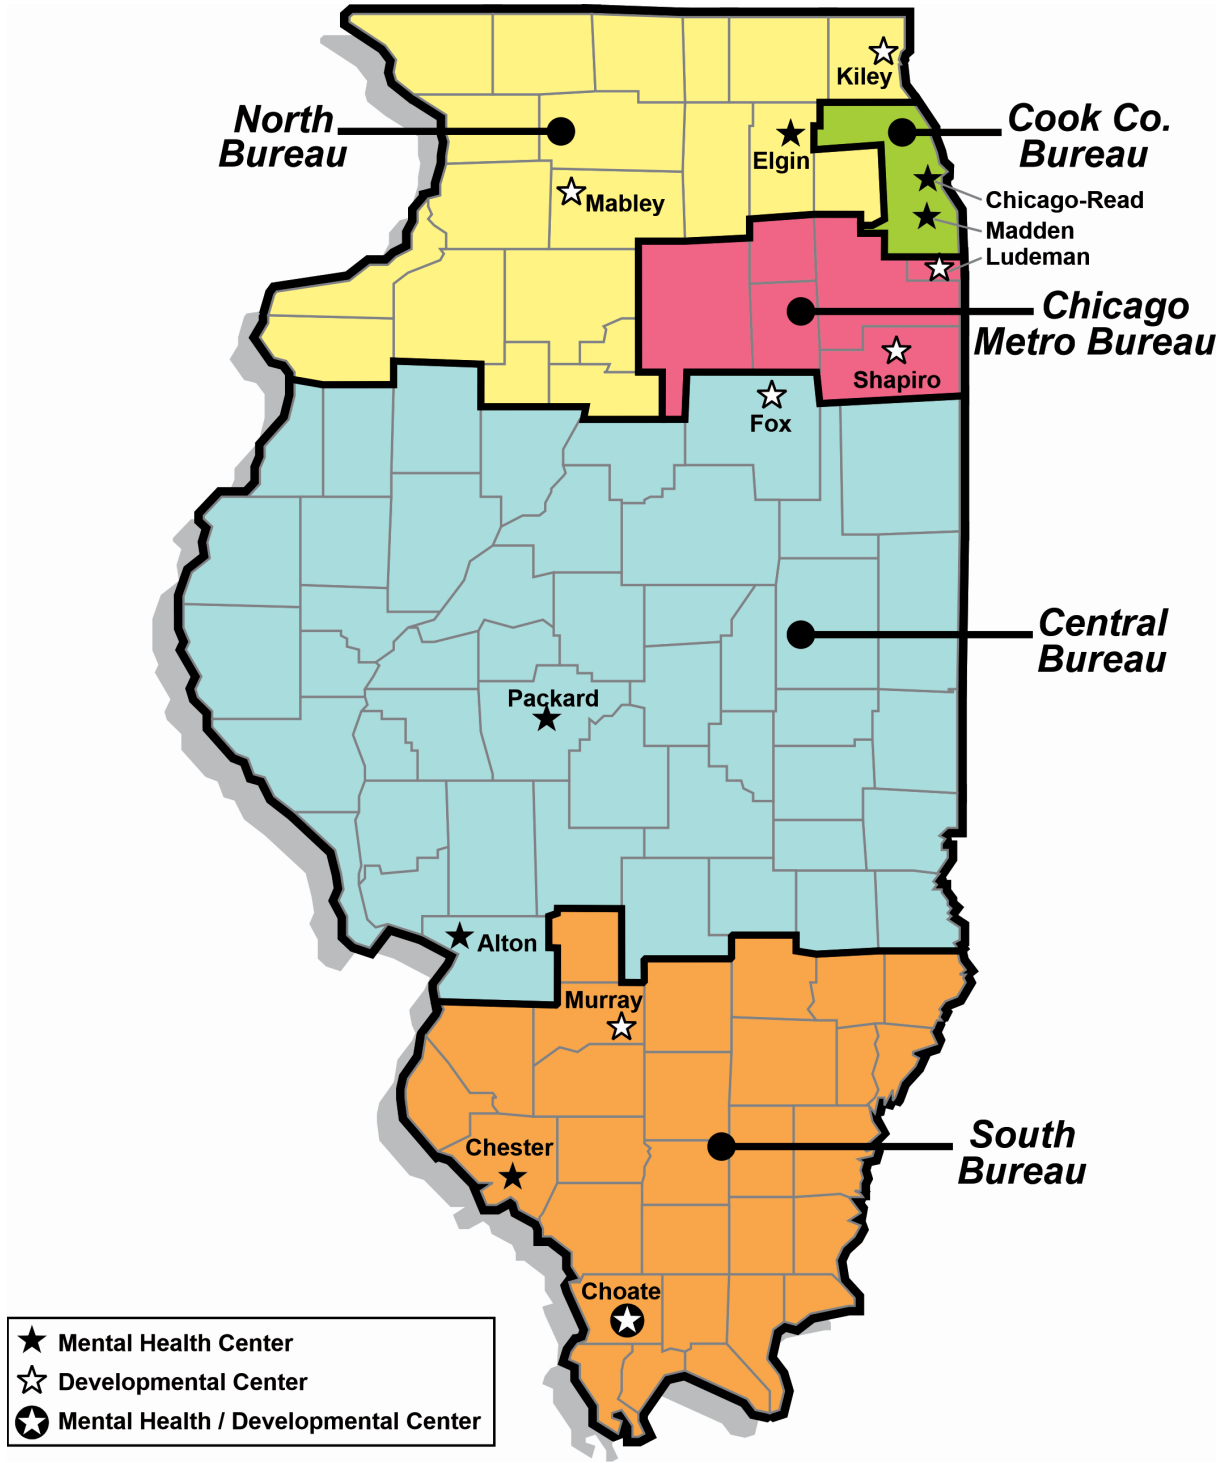 Kiley
North
Bureau
Cook Co.
Bureau
Elgin
Mabley
Chicago-Read
Madden
Ludeman
Chicago
Metro Bureau
Shapiro
Fox
Central
Bureau
Packard
Alton
Murray
South
Bureau
Chester
Choate
Mental Health Center
Developmental Center
Mental Health / Developmental Center